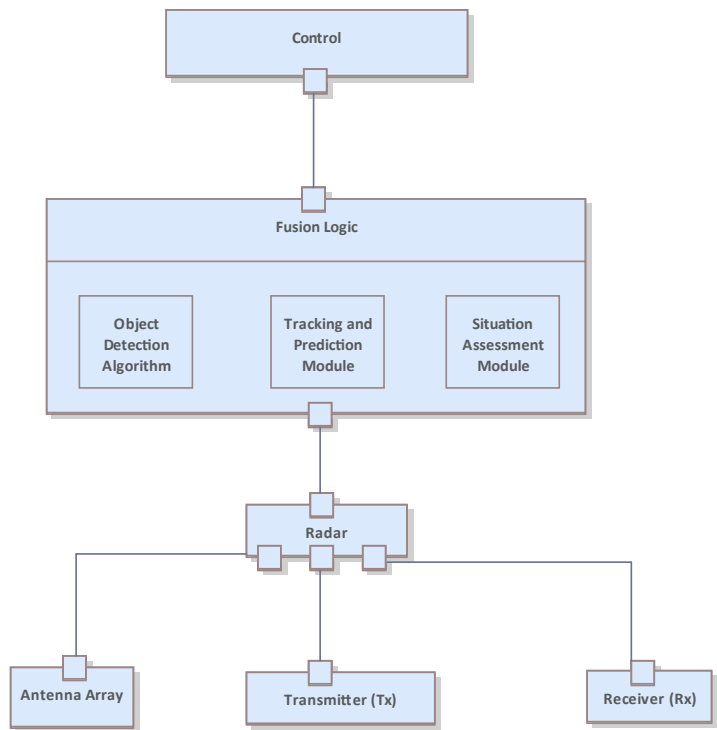 Control
Fusion Logic
Object
Detection
Algorithm
Tracking and
Prediction
Module
Situation
Assessment
Module
Radar
Antenna Array
Transmitter (Tx)
Receiver (Rx)